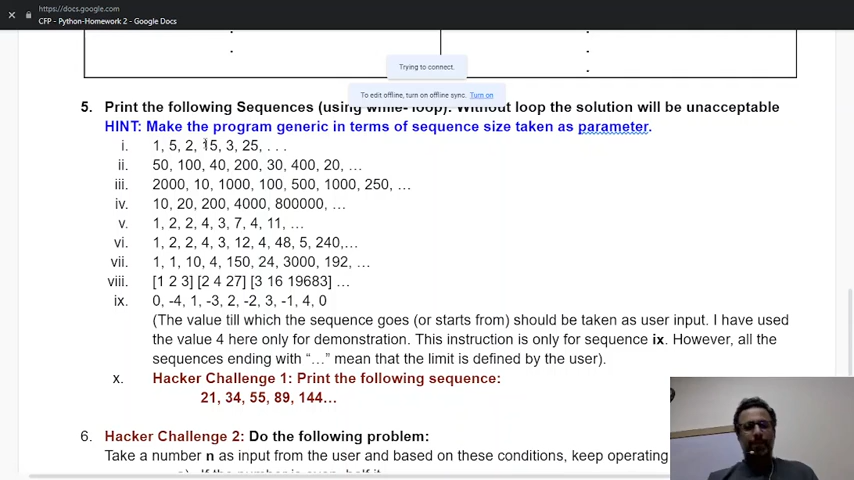 https://docs.google.com
CFP - Python-Homework 2 - Google Docs
Trying to connect.
To edit offline, turn on offline sync. Turn on
5. Print the following Sequences (using while- loop). Without loop the solution will be unacceptable
HINT: Make the program generic in terms of sequence size taken as parameter.
i. 1, 5, 2, 15, 3, 25, . . .
ii. 50, 100, 40, 200, 30, 400, 20, …
iii. 2000, 10, 1000, 100, 500, 1000, 250, …
iv. 10, 20, 200, 4000, 800000, …
v. 1, 2, 2, 4, 3, 7, 4, 11, …
vi. 1, 2, 2, 4, 3, 12, 4, 48, 5, 240,…
vii. 1, 1, 10, 4, 150, 24, 3000, 192, …
viii. [1 2 3] [2 4 27] [3 16 19683] …
ix. 0, -4, 1, -3, 2, -2, 3, -1, 4, 0
(The value till which the sequence goes (or starts from) should be taken as user input. I have used
the value 4 here only for demonstration. This instruction is only for sequence ix. However, all the
sequences ending with “…” mean that the limit is defined by the user).
x. Hacker Challenge 1: Print the following sequence:
21, 34, 55, 89, 144…
6. Hacker Challenge 2: Do the following problem:
Take a number n as input from the user and based on these conditions, keep operating